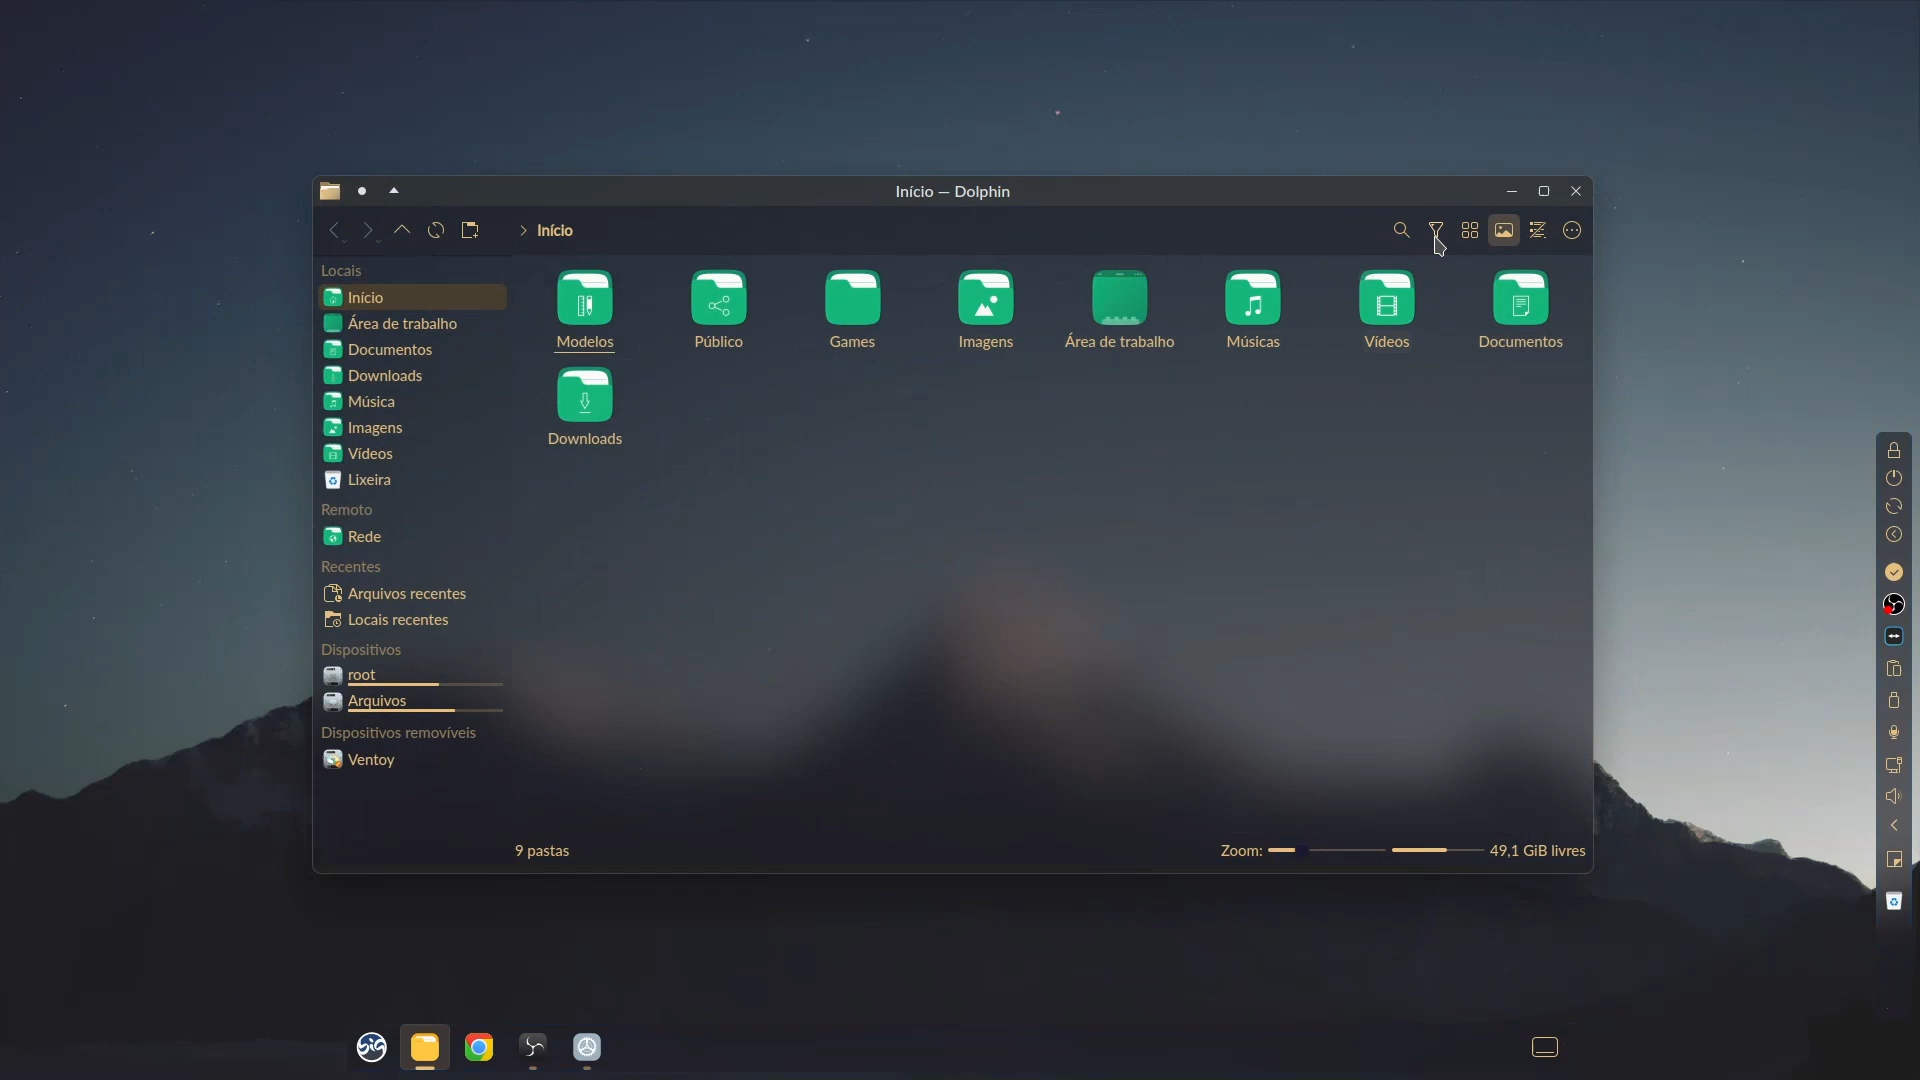 Início — Dolphin
Início
Locais
Início
Área de trabalho
Documentos
Downloads
Música
Imagens
Vídeos
Lixeira
Remoto
Rede
Recentes
Arquivos recentes
Locais recentes
Dispositivos
root
Arquivos
Dispositivos removíveis
Ventoy
Modelos
Público
Games
Imagens
Área de trabalho
Músicas
Vídeos
Documentos
Downloads
9 pastas
Zoom:
49,1 GiB livres